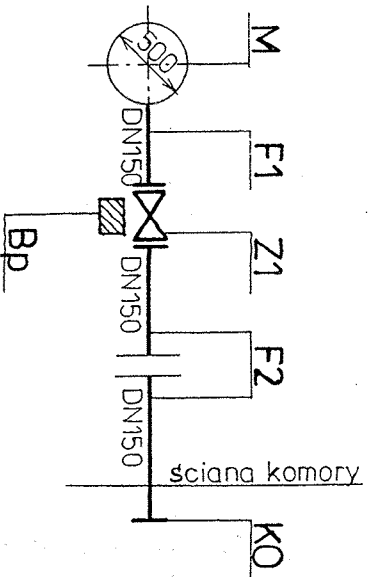 M
500
DN150
F1
Z1
Bp
DN150
F2
DN150
ściana komory
KO